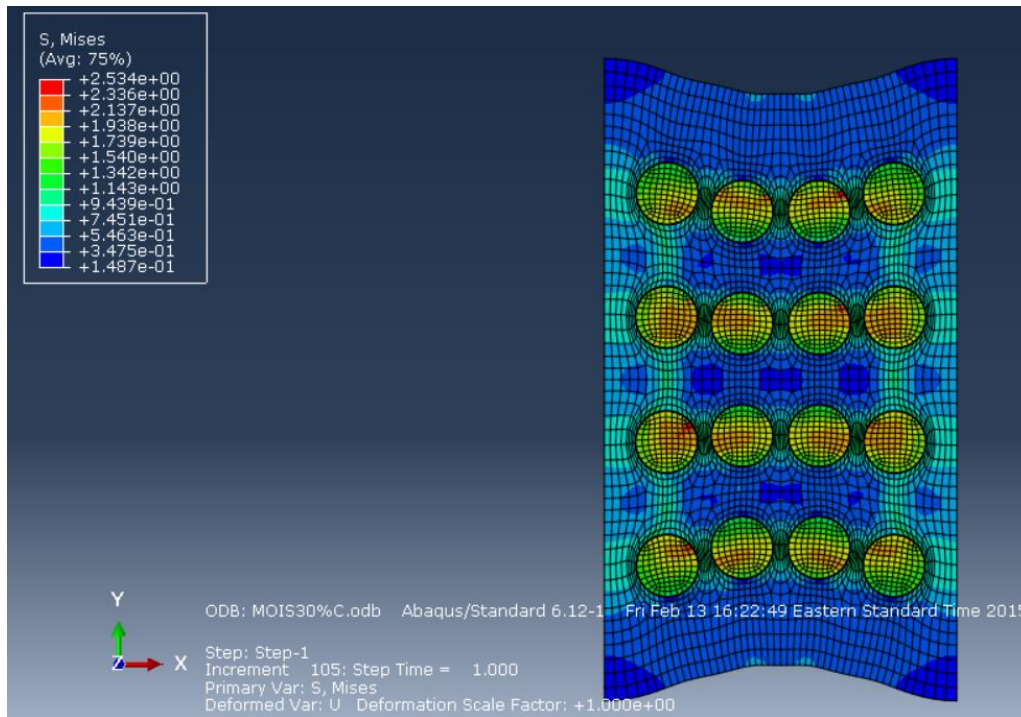 S, Mises
(Avg: 75%)
+2.534e+00
+2.336e+00
+2.137e+00
+1.938e+00
+1.739e+00
+1.540e+00
+1.342e+00
+1.143e+00
+9.439e-01
+7.451e-01
+5.463e-01
+3.475e-01
+1.487e-01
Y
Z X
ODB: MOIS30%C.odb Abaqus/Standard 6.12-1 Fri Feb 13 16:22:49 Eastern Standard Time 2015
Step: Step-1
Increment 105: Step Time = 1.000
Primary Var: S, Mises
Deformed Var: U Deformation Scale Factor: +1.000e+00